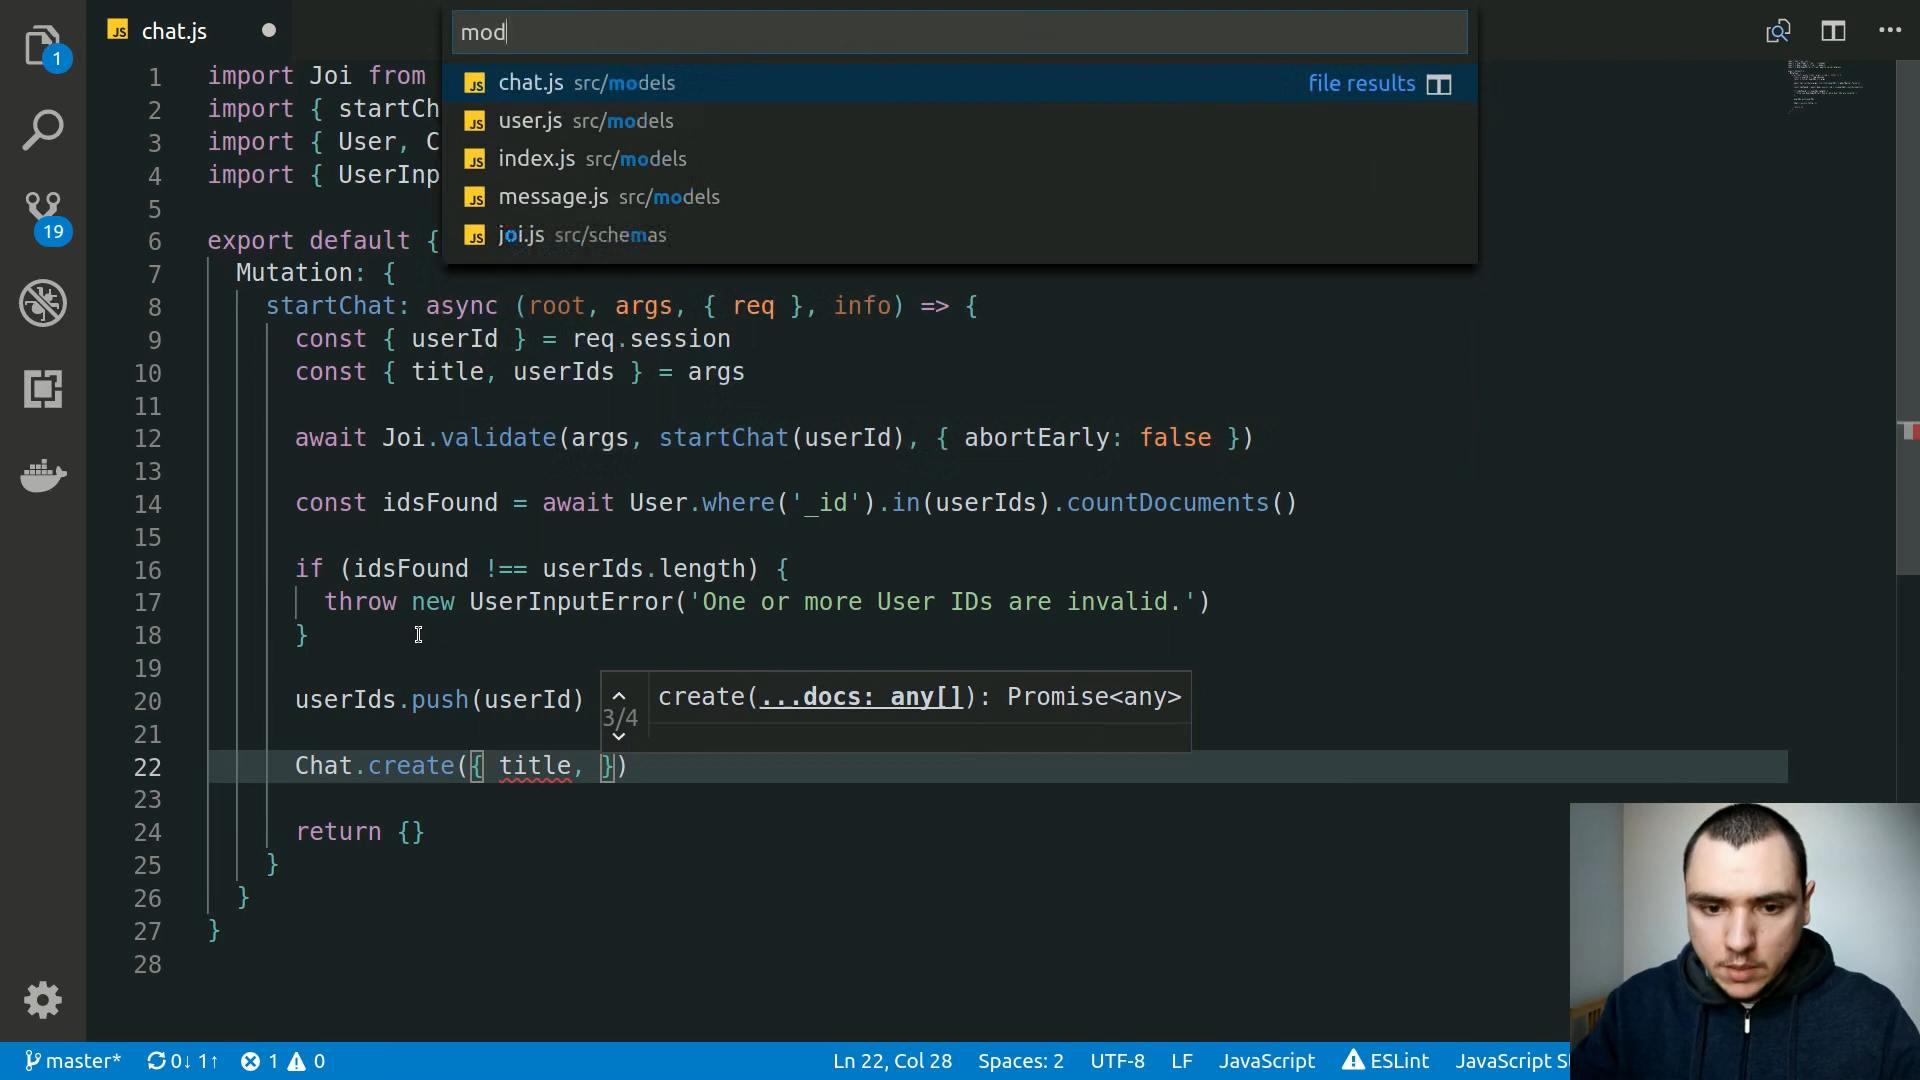 JS chat.js
mod
JS chat.js src/models file results
JS user.js src/models
JS index.js src/models
JS message.js src/models
JS joi.js src/schemas
1
19
1 import Joi from
2 import { startCh
3 import { User, C
4 import { UserInp
5
6 export default {
7 Mutation: {
8 startChat: async (root, args, { req }, info) => {
9 const { userId } = req.session
10 const { title, userIds } = args
11
12 await Joi.validate(args, startChat(userId), { abortEarly: false })
13
14 const idsFound = await User.where('_id').in(userIds).countDocuments()
15
16 if (idsFound !== userIds.length) {
17 throw new UserInputError('One or more User IDs are invalid.')
18 }
19
20 userIds.push(userId)
3/4 create(...docs: any[]): Promise<any>
21
22 Chat.create({ title, })
23
24 return {}
25 }
26 }
27 }
28
master* 0↓ 1↑ 1 0 Ln 22, Col 28 Spaces: 2 UTF-8 LF JavaScript ESLint JavaScript S